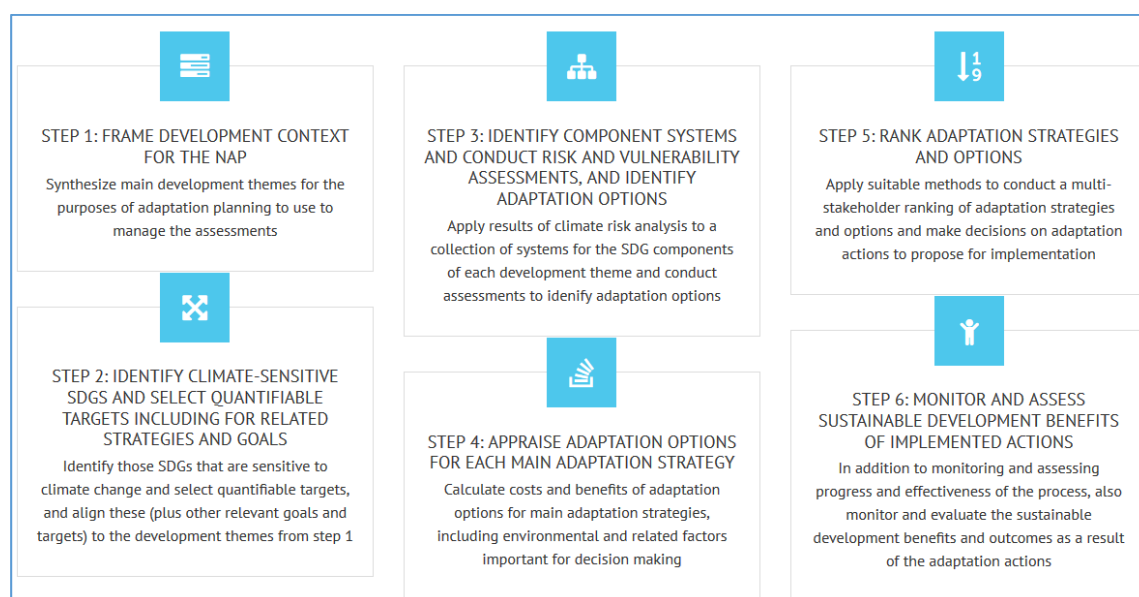 STEP 1: FRAME DEVELOPMENT CONTEXT
FOR THE NAP
Synthesize main development themes for the
purposes of adaptation planning to use to
manage the assessments
STEP 2: IDENTIFY CLIMATE-SENSITIVE
SDGS AND SELECT QUANTIFIABLE
TARGETS INCLUDING FOR RELATED
STRATEGIES AND GOALS
Identify those SDGs that are sensitive to
climate change and select quantifiable targets,
and align these (plus other relevant goals and
targets) to the development themes from step 1
STEP 3: IDENTIFY COMPONENT SYSTEMS
AND CONDUCT RISK AND VULNERABILITY
ASSESSMENTS, AND IDENTIFY
ADAPTATION OPTIONS
Apply results of climate risk analysis to a
collection of systems for the SDG components
of each development theme and conduct
assessments to idenify adaptation options
STEP 4: APPRAISE ADAPTATION OPTIONS
FOR EACH MAIN ADAPTATION STRATEGY
Calculate costs and benefits of adaptation
options for main adaptation strategies,
including environmental and related factors
important for decision making
1
9
STEP 5: RANK ADAPTATION STRATEGIES
AND OPTIONS
Apply suitable methods to conduct a multi-
stakeholder ranking of adaptation strategies
and options and make decisions on adaptation
actions to propose for implementation
STEP 6: MONITOR AND ASSESS
SUSTAINABLE DEVELOPMENT BENEFITS
OF IMPLEMENTED ACTIONS
In addition to monitoring and assessing
progress and effectiveness of the process, also
monitor and evaluate the sustainable
development benefits and outcomes as a result
of the adaptation actions